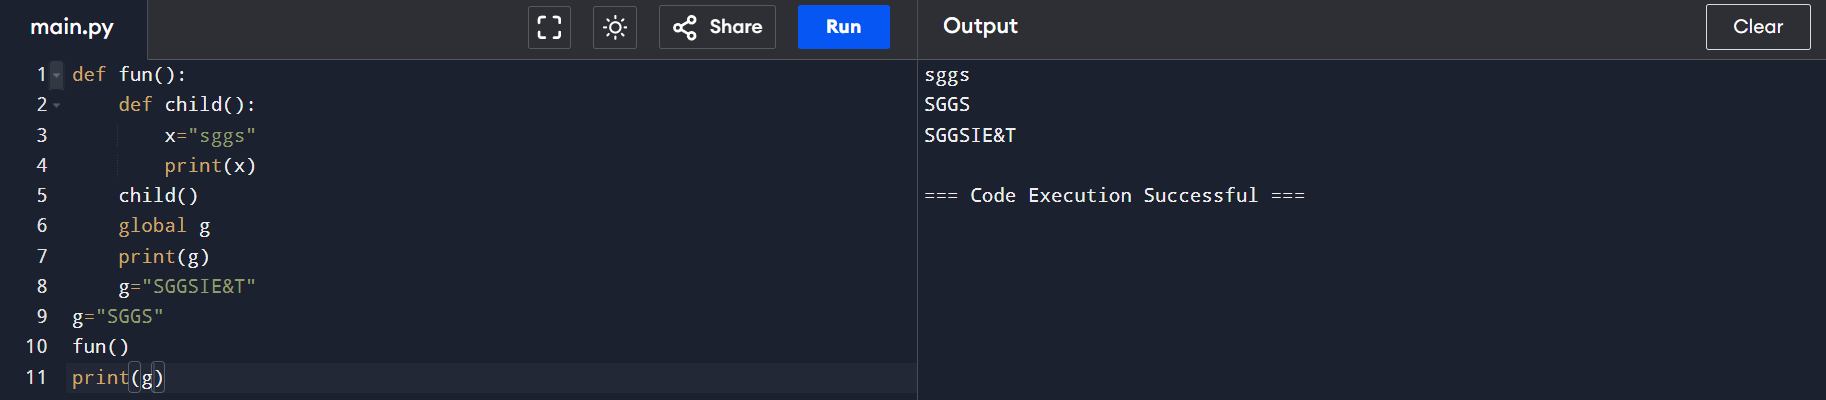 main.py Share Run Output Clear
1 def fun():
2     def child():
3         x="sggs"
4         print(x)
5     child()
6     global g
7     print(g)
8     g="SGGSIE&T"
9 g="SGGS"
10 fun()
11 print(g)
sggs
SGGS
SGGSIE&T
=== Code Execution Successful ===